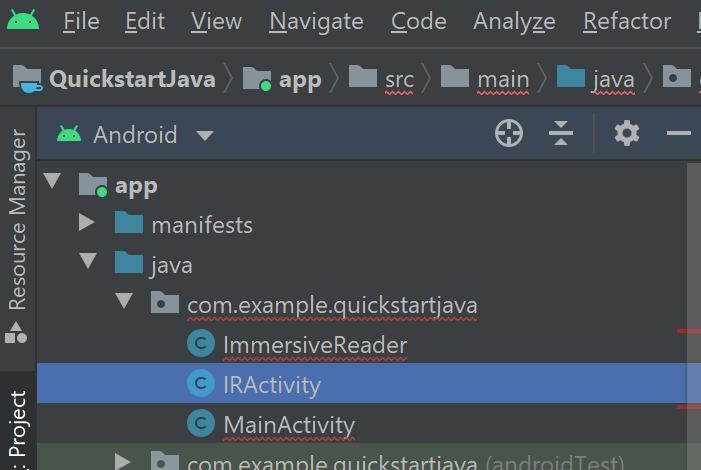 File Edit View Navigate Code Analyze Refactor
QuickstartJava app src main java
Android
app
manifests
java
com.example.quickstartjava
C ImmersiveReader
C IRActivity
C MainActivity
com.example.quickstartjava (androidTest)
Resource Manager
: Project